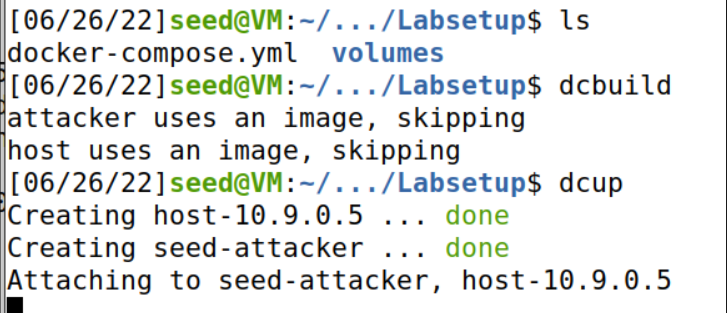 [06/26/22]seed@VM:~/.../Labsetup$ ls
docker-compose.yml  volumes
[06/26/22]seed@VM:~/.../Labsetup$ dcbuild
attacker uses an image, skipping
host uses an image, skipping
[06/26/22]seed@VM:~/.../Labsetup$ dcup
Creating host-10.9.0.5 ... done
Creating seed-attacker ... done
Attaching to seed-attacker, host-10.9.0.5